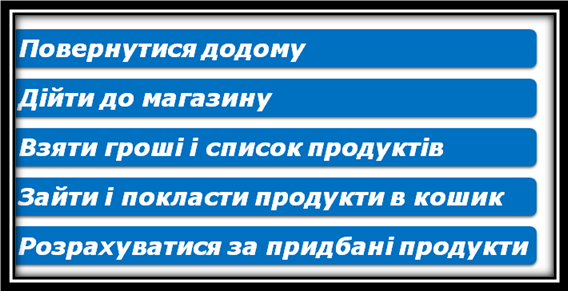 Повернутися додому
Дійти до магазину
Взяти гроші і список продуктів
Зайти і покласти продукти в кошик
Розрахуватися за придбані продукти